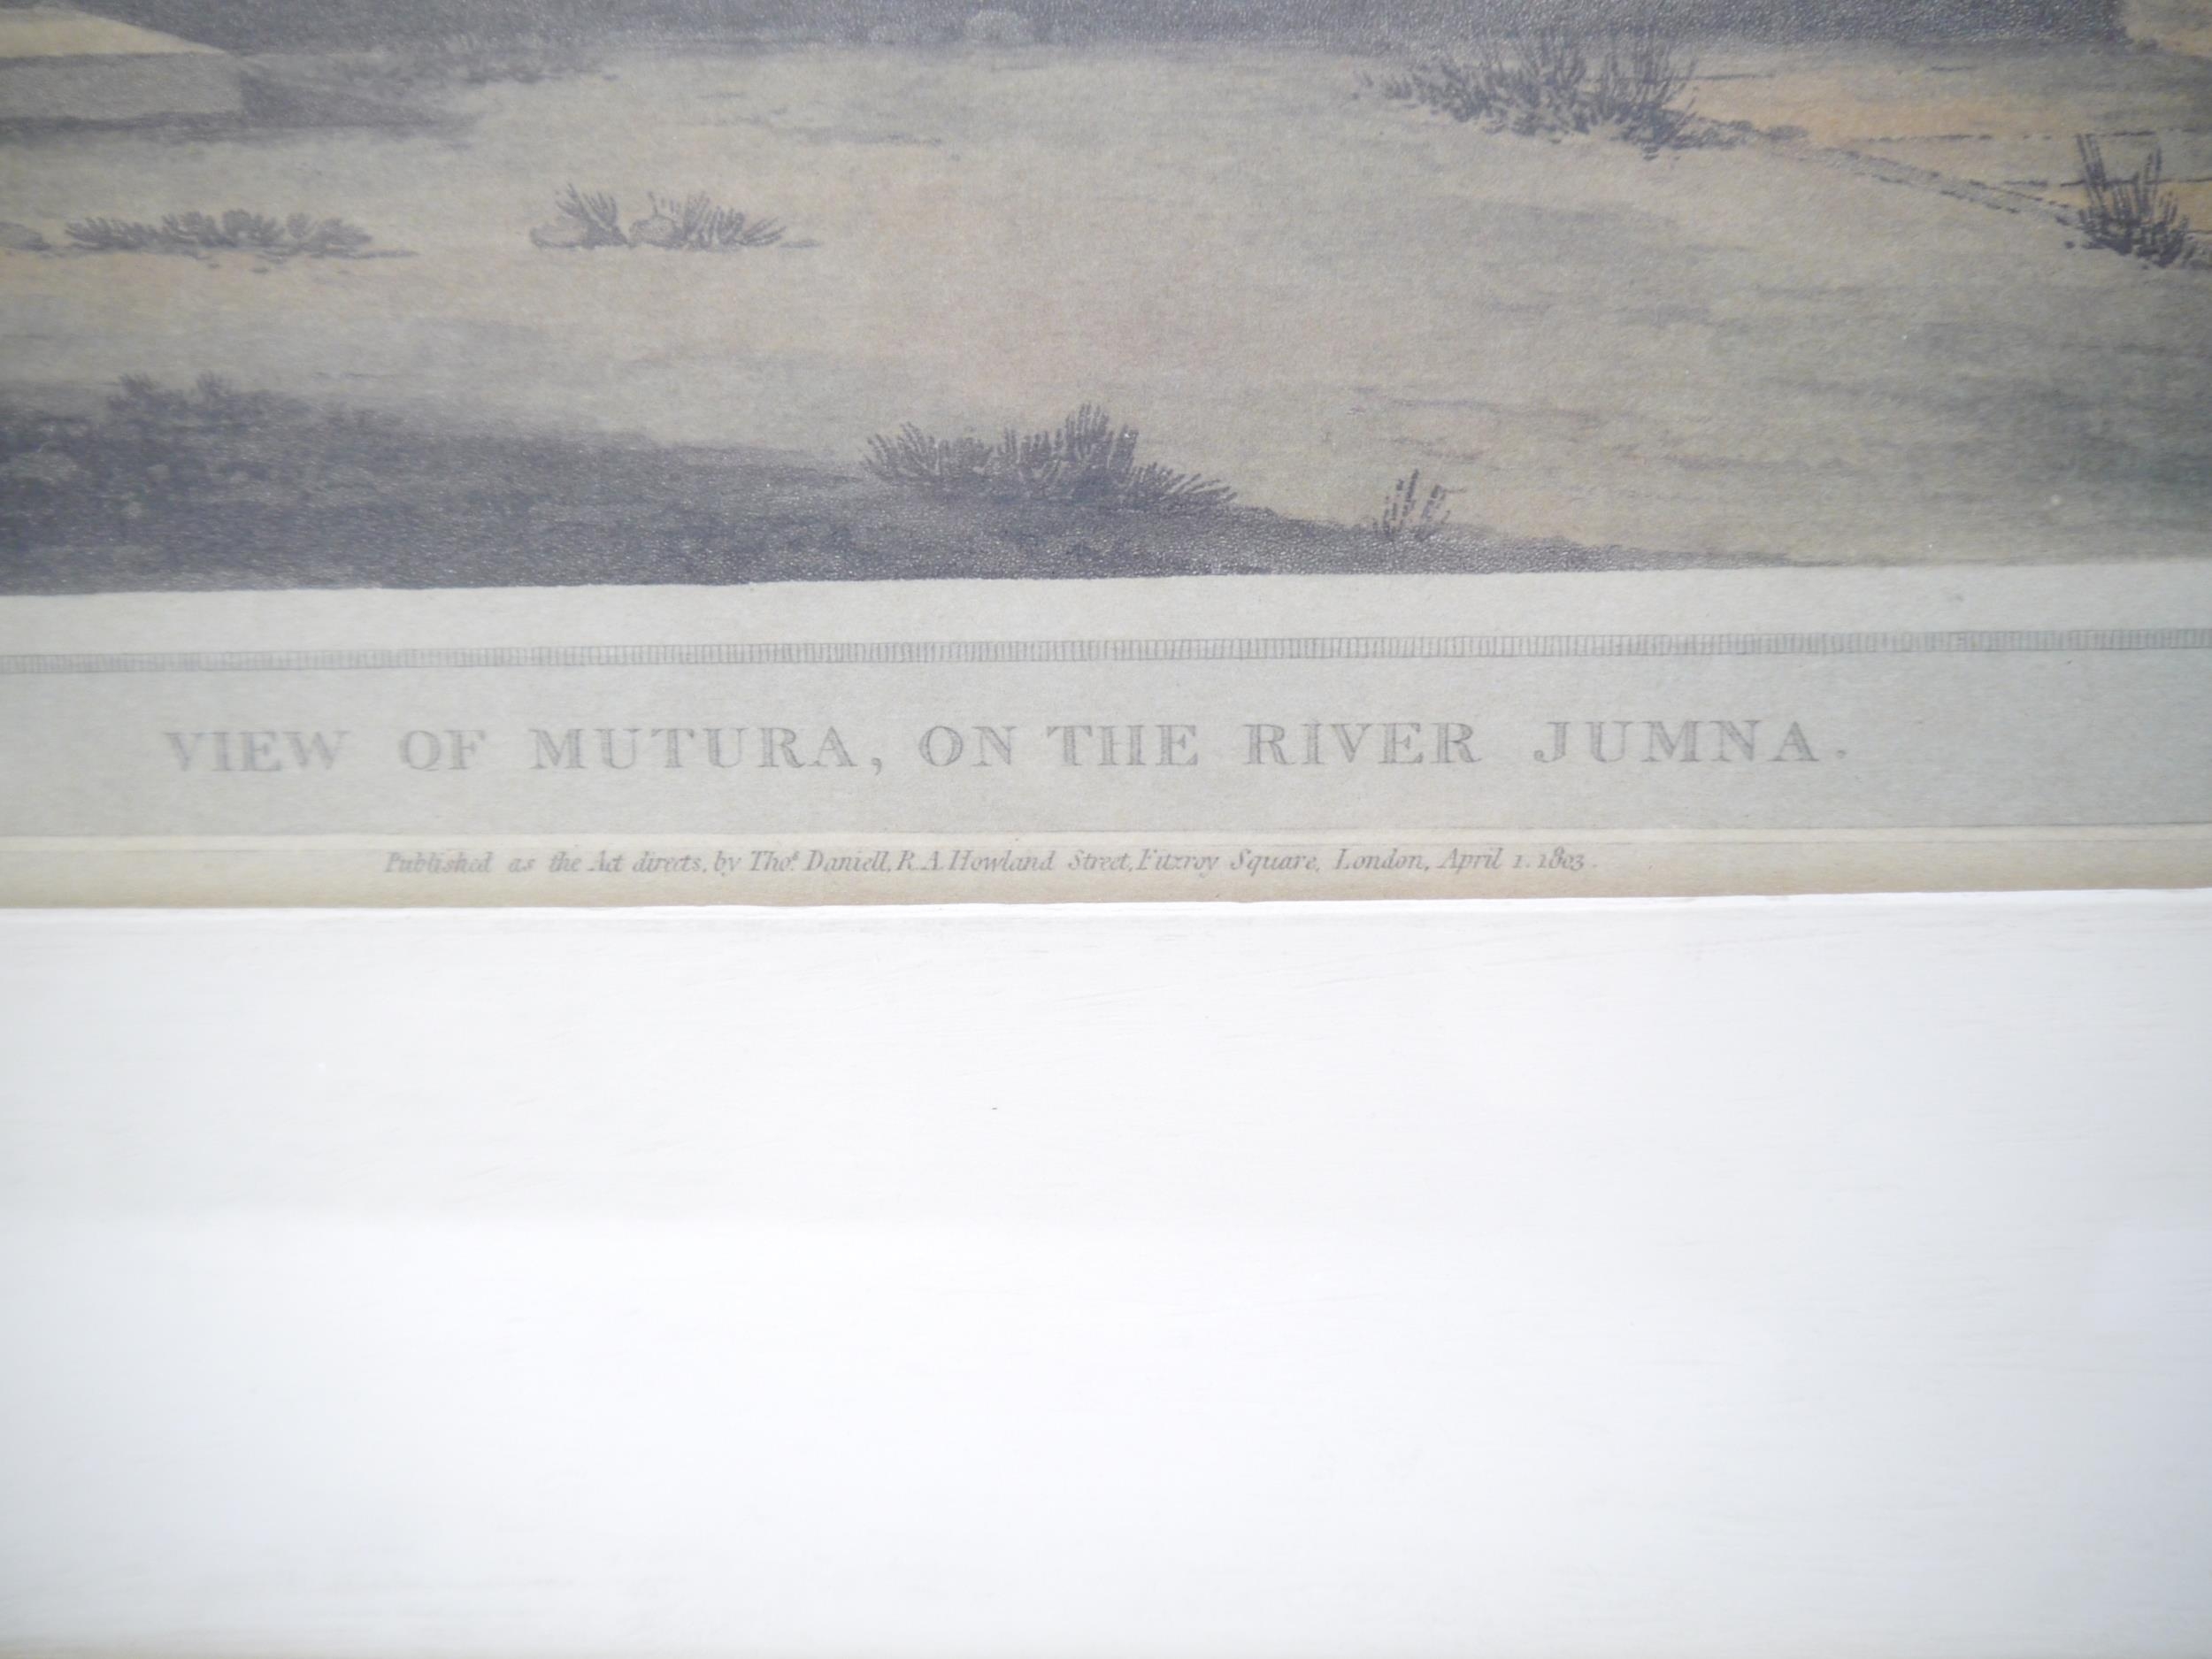 VIEW OF MUTURA, ON THE RIVER JUMNA.
Published as the Act directs, by Thos. Daniell, R.A. Howland Street, Fitzroy Square, London, April 1. 1803.